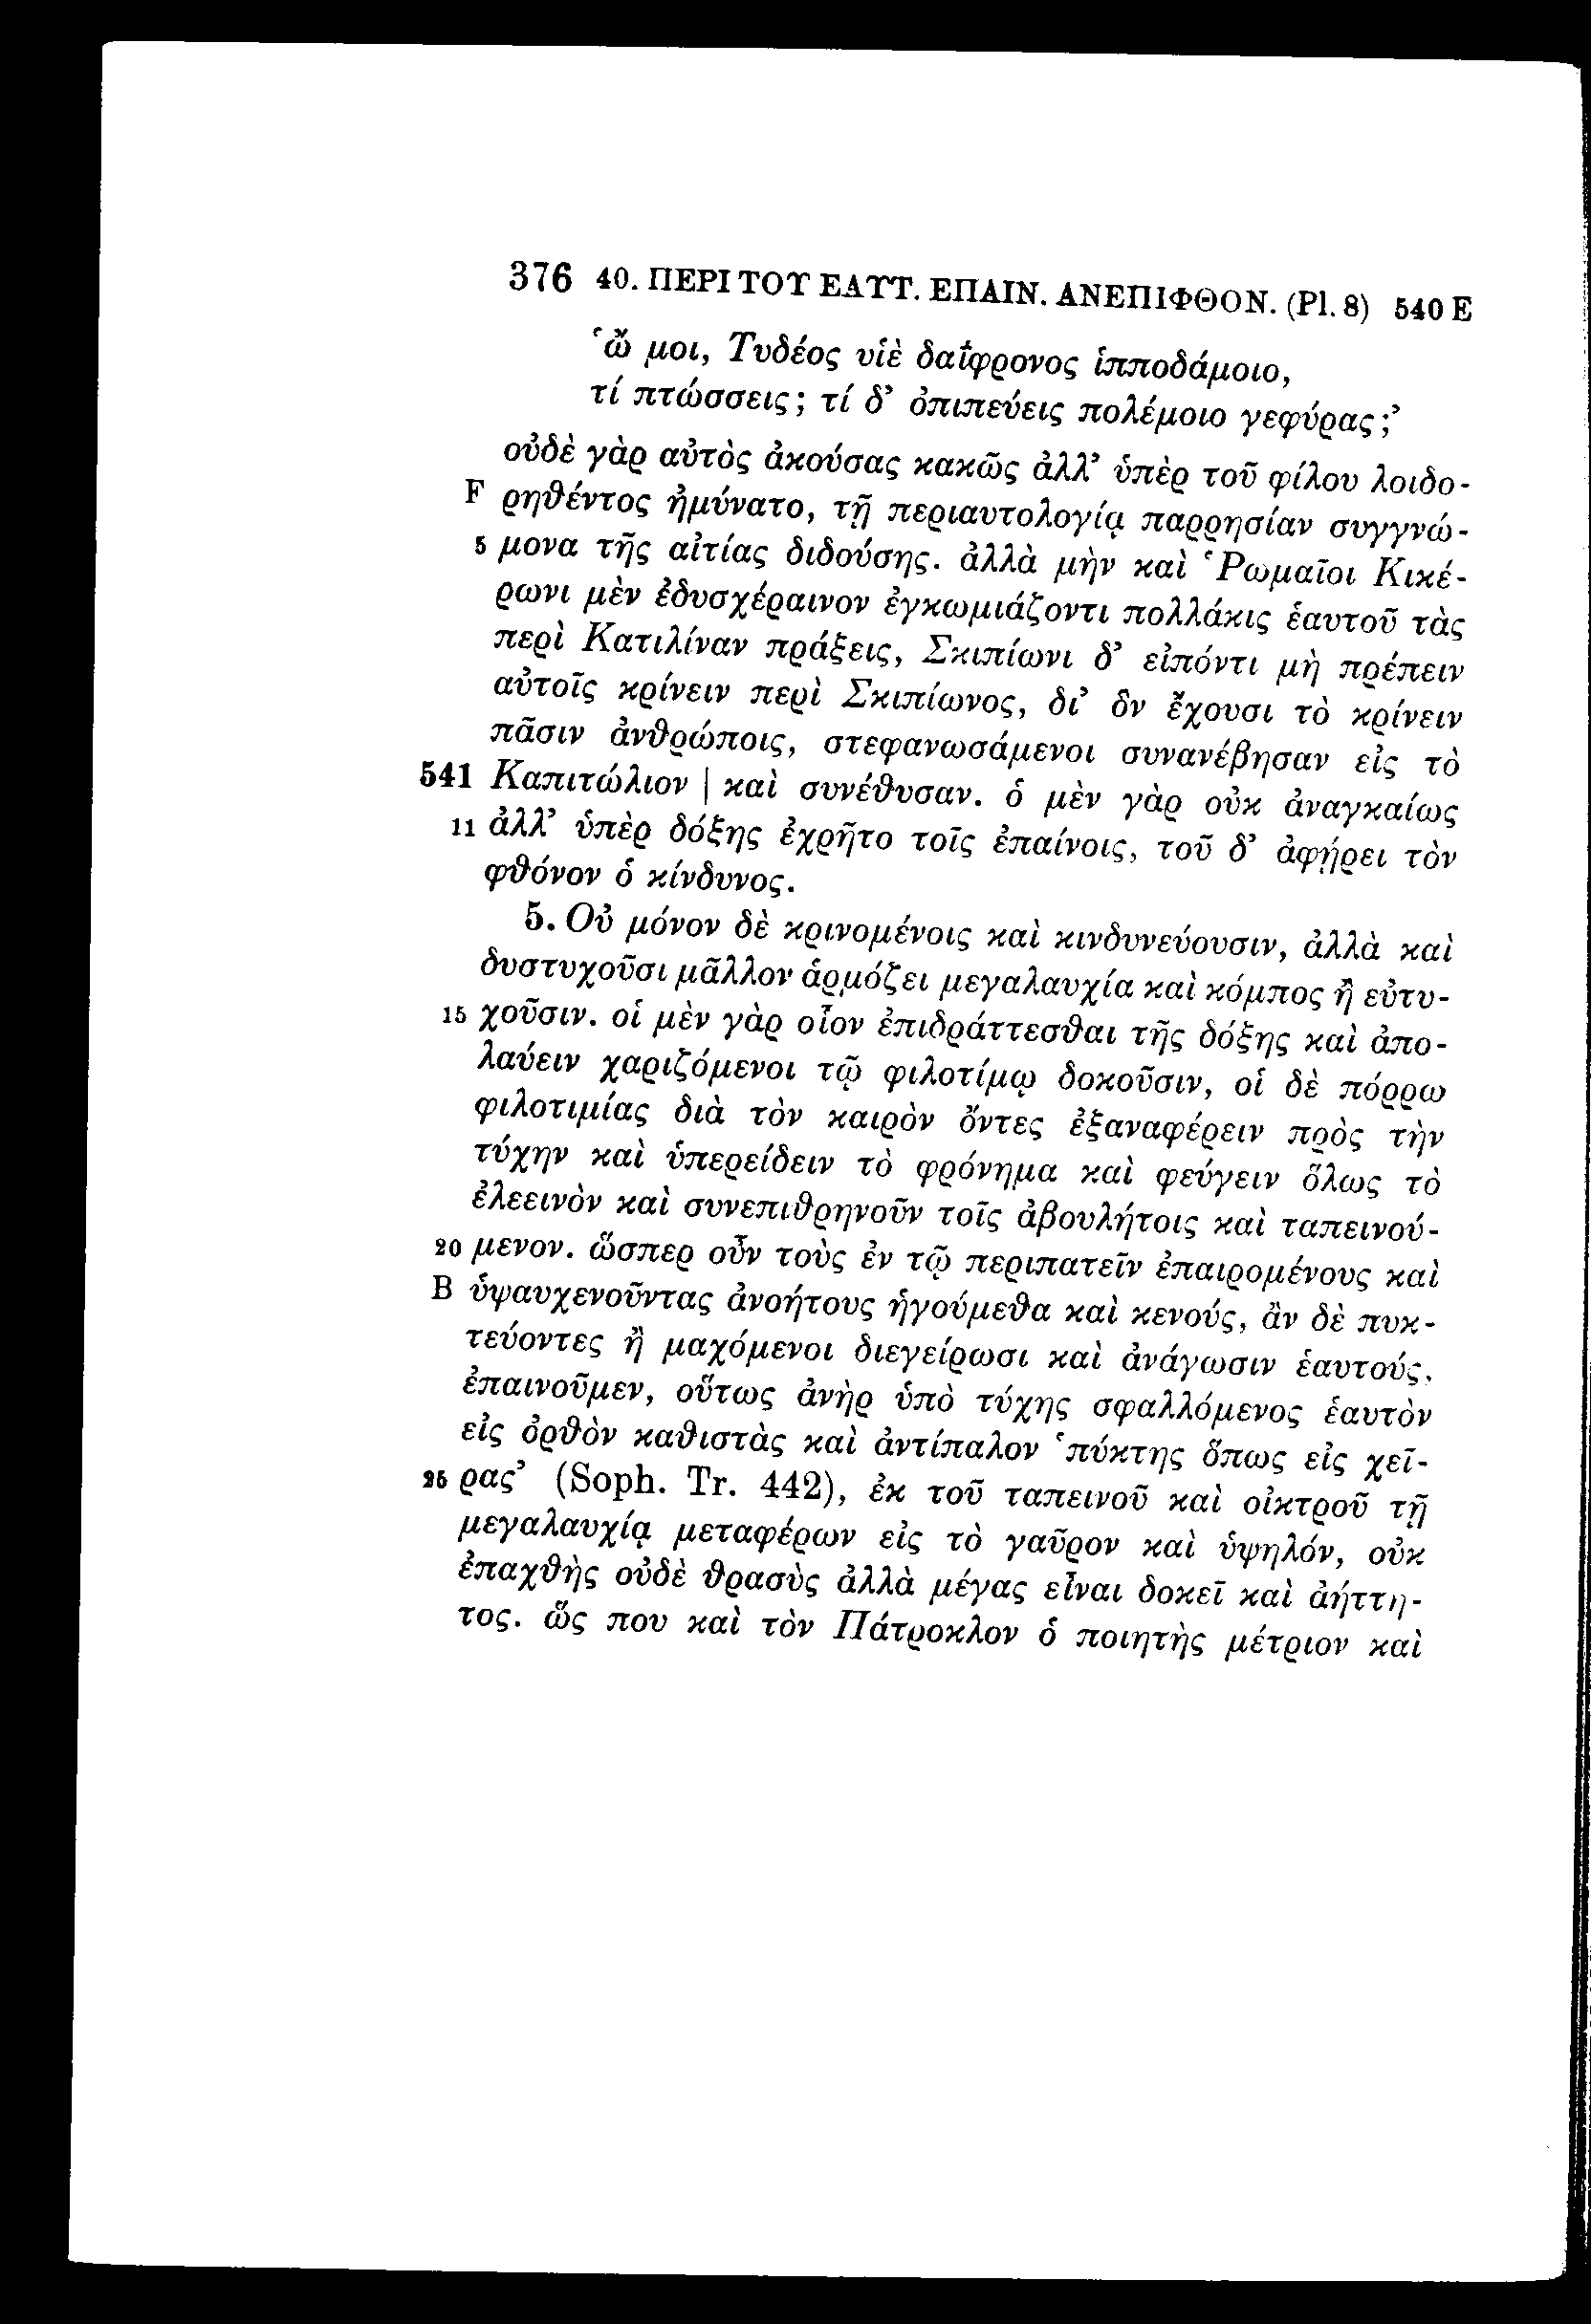 376 40. ΠΕΡΙ ΤΟΥ ΕΑΥΤ. ΕΠΑΙΝ. ΑΝΕΠΙΦΘΟΝ. (Pl. 8) 540 E
‘ὤ μοι, Τυδέος υἱὲ δαΐφρονος ἱπποδάμοιο,
τί πτώσσεις; τί δ’ ὀπιπεύεις πολέμοιο γεφύρας;’
οὐδὲ γὰρ αὐτὸς ἀκούσας κακῶς ἀλλ’ ὑπὲρ τοῦ φίλου λοιδο-
F ρηθέντος ἠμύνατο, τῇ περιαυτολογίᾳ παρρησίαν συγγνώ-
5 μονα τῆς αἰτίας διδούσης. ἀλλὰ μὴν καὶ ῾Ρωμαῖοι Κικέ-
ρωνι μὲν ἐδυσχέραινον ἐγκωμιάζοντι πολλάκις ἑαυτοῦ τὰς
περὶ Κατιλίναν πράξεις, Σκιπίωνι δ’ εἰπόντι μὴ πρέπειν
αὐτοῖς κρίνειν περὶ Σκιπίωνος, δι’ ὃν ἔχουσι τὸ κρίνειν
πᾶσιν ἀνθρώποις, στεφανωσάμενοι συνανέβησαν εἰς τὸ
541 Καπιτώλιον | καὶ συνέθυσαν. ὁ μὲν γὰρ οὐκ ἀναγκαίως
11 ἀλλ’ ὑπὲρ δόξης ἐχρῆτο τοῖς ἐπαίνοις, τοῦ δ’ ἀφῄρει τὸν
φθόνον ὁ κίνδυνος.
5. Οὐ μόνον δὲ κρινομένοις καὶ κινδυνεύουσιν, ἀλλὰ καὶ
δυστυχοῦσι μᾶλλον ἁρμόζει μεγαλαυχία καὶ κόμπος ἢ εὐτυ-
15 χοῦσιν. οἱ μὲν γὰρ οἷον ἐπιδράττεσθαι τῆς δόξης καὶ ἀπο-
λαύειν χαριζόμενοι τῷ φιλοτίμῳ δοκοῦσιν, οἱ δὲ πόρρω
φιλοτιμίας διὰ τὸν καιρὸν ὄντες ἐξαναφέρειν πρὸς τὴν
τύχην καὶ ὑπερείδειν τὸ φρόνημα καὶ φεύγειν ὅλως τὸ
ἐλεεινὸν καὶ συνεπιθρηνοῦν τοῖς ἀβουλήτοις καὶ ταπεινού-
20 μενον. ὥσπερ οὖν τοὺς ἐν τῷ περιπατεῖν ἐπαιρομένους καὶ
B ὑψαυχενοῦντας ἀνοήτους ἡγούμεθα καὶ κενούς, ἂν δὲ πυκ-
τεύοντες ἢ μαχόμενοι διεγείρωσι καὶ ἀνάγωσιν ἑαυτούς,
ἐπαινοῦμεν, οὕτως ἀνὴρ ὑπὸ τύχης σφαλλόμενος ἑαυτὸν
εἰς ὀρθὸν καθιστὰς καὶ ἀντίπαλον ‘πύκτης ὅπως εἰς χεῖ-
25 ρας’ (Soph. Tr. 442), ἐκ τοῦ ταπεινοῦ καὶ οἰκτροῦ τῇ
μεγαλαυχίᾳ μεταφέρων εἰς τὸ γαῦρον καὶ ὑψηλόν, οὐκ
ἐπαχθὴς οὐδὲ θρασὺς ἀλλὰ μέγας εἶναι δοκεῖ καὶ ἀήττη-
τος. ὥς που καὶ τὸν Πάτροκλον ὁ ποιητὴς μέτριον καὶ